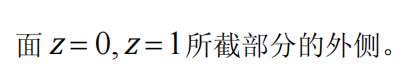 面 z = 0, z = 1所截部分的外侧。